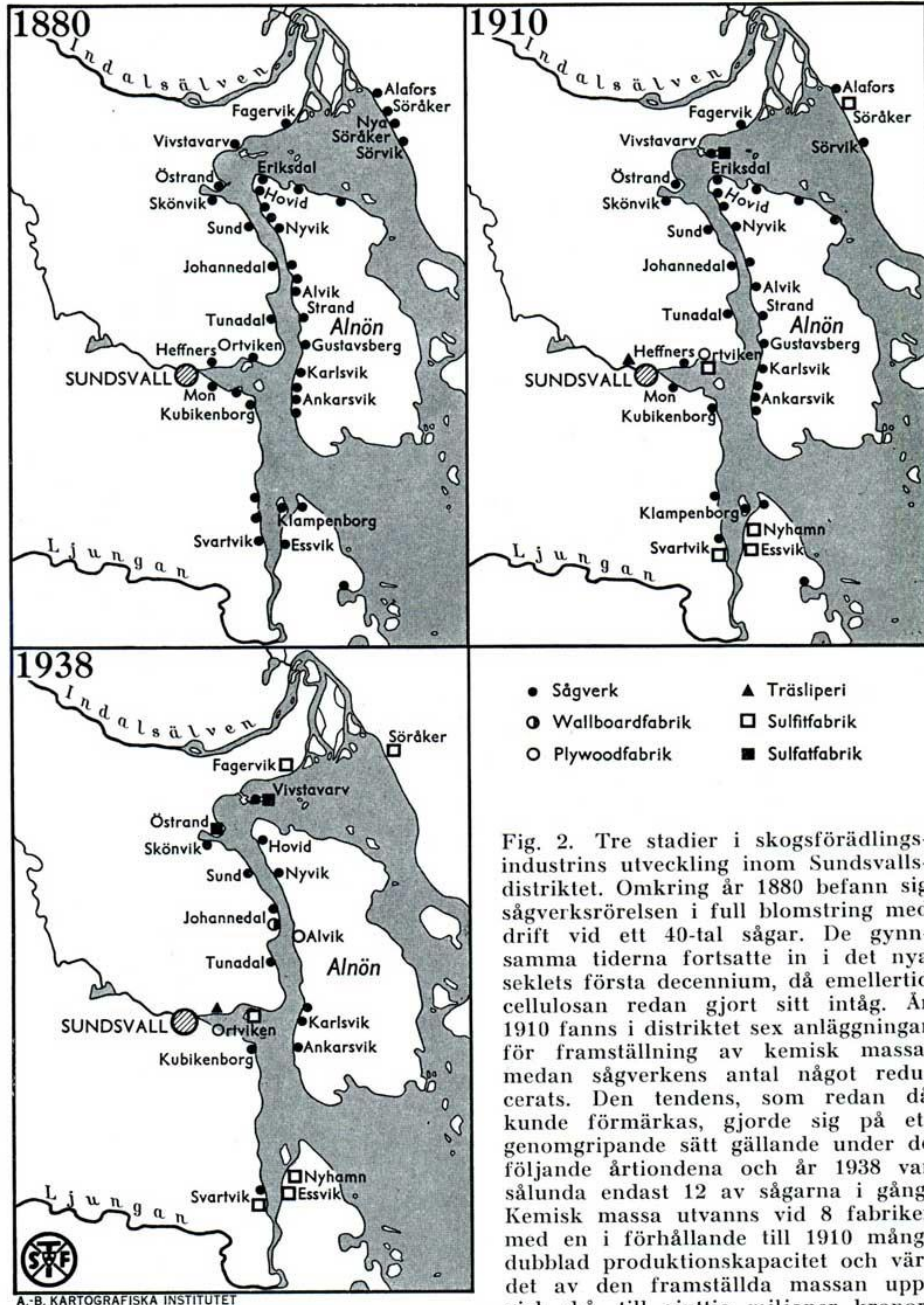 1880
Indalsälven
Fagervik
Alafors
Söråker
Nya
Söråker
Sörvik
Vivstavarv
Östrand
Eriksdal
Skönvik
Hovid
Sund
Nyvik
Johannedal
Alvik
Strand
Tunadal
Alnön
Heffners
Ortviken
Gustavsberg
SUNDSVALL
Karlsvik
Mon
Ankarsvik
Kubikenborg
Klampenborg
Svartvik
Essvik
Ljungan
1910
Indalsälven
Alafors
Fagervik
Söråker
Vivstavarv
Sörvik
Östrand
Eriksdal
Skönvik
Hovid
Sund
Nyvik
Johannedal
Alvik
Tunadal
Strand
Alnön
Heffners
Ortviken
Gustavsberg
SUNDSVALL
Karlsvik
Mon
Ankarsvik
Kubikenborg
Klampenborg
Nyhamn
Svartvik
Essvik
Ljungan
1938
Indalsälven
Söråker
Fagervik
Vivstavarv
Östrand
Skönvik
Hovid
Sund
Nyvik
Johannedal
Alvik
Tunadal
Alnön
SUNDSVALL
Ortviken
Karlsvik
Kubikenborg
Ankarsvik
Nyhamn
Svartvik
Essvik
STF
A.-B. KARTOGRAFISKA INSTITUTET
Sågverk
Träsliperi
Wallboardfabrik
Sulfitfabrik
Plywoodfabrik
Sulfatfabrik
Fig. 2. Tre stadier i skogsförädlings-
industrins utveckling inom Sundsvalls-
distriktet. Omkring år 1880 befann sig
sågverksrörelsen i full blomstring med
drift vid ett 40-tal sågar. De gynn-
samma tiderna fortsatte in i det nya
seklets första decennium, då emellertid
cellulosan redan gjort sitt intåg. År
1910 fanns i distriktet sex anläggningar
för framställning av kemisk massa,
medan sågverkens antal något redu-
cerats. Den tendens, som redan då
kunde förmärkas, gjorde sig på ett
genomgripande sätt gällande under de
följande årtiondena och år 1938 var
sålunda endast 12 av sågarna i gång.
Kemisk massa utvanns vid 8 fabriker
med en i förhållande till 1910 mång-
dubblad produktionskapacitet och vär-
det av den framställda massan upp-
till miljoner kronor